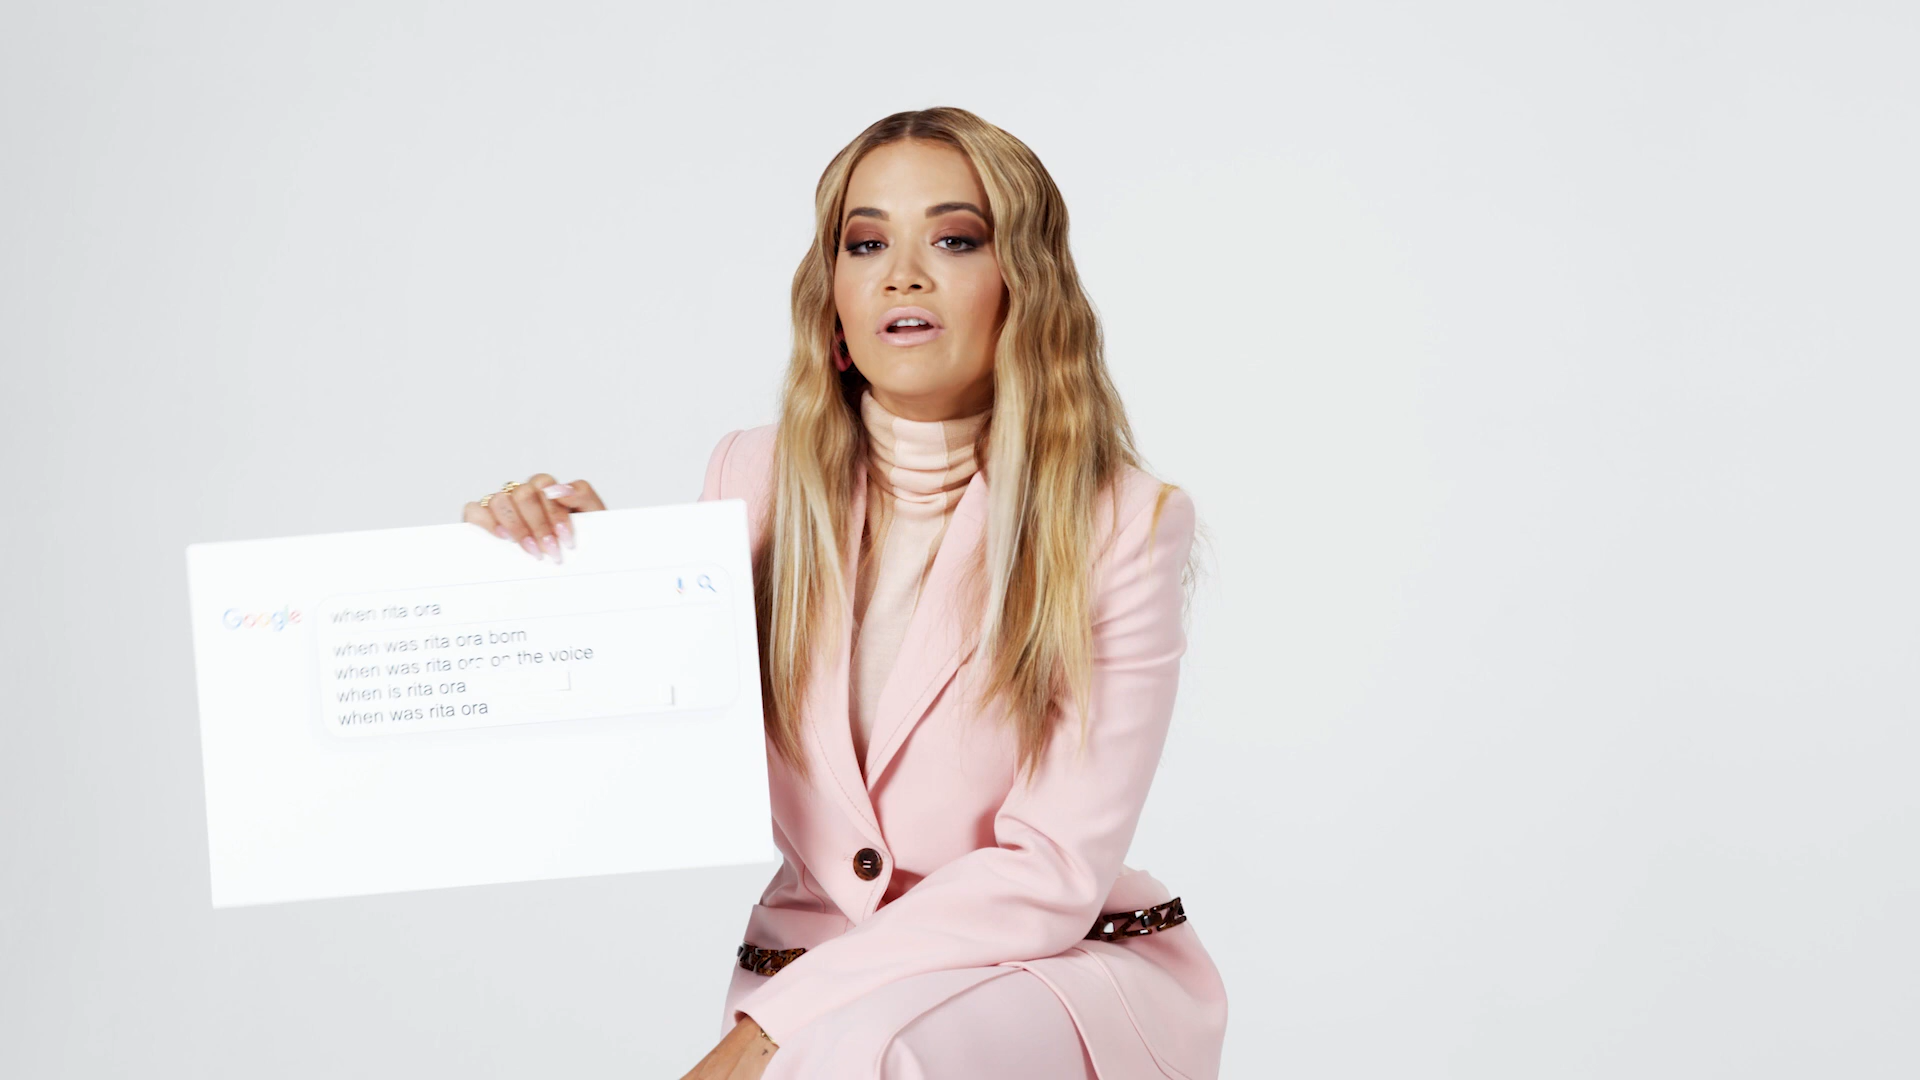 Google
when rita ora
when was rita ora born
when was rita ora on the voice
when is rita ora
when was rita ora